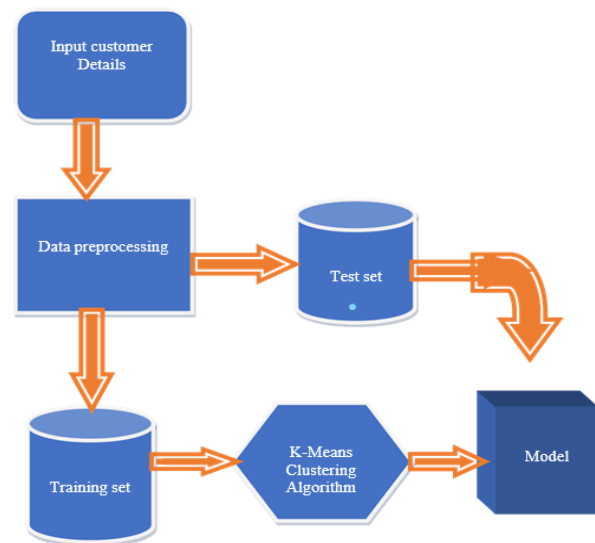 Input customer
Details
Data preprocessing
Test set
Training set
K-Means
Clustering
Algorithm
Model